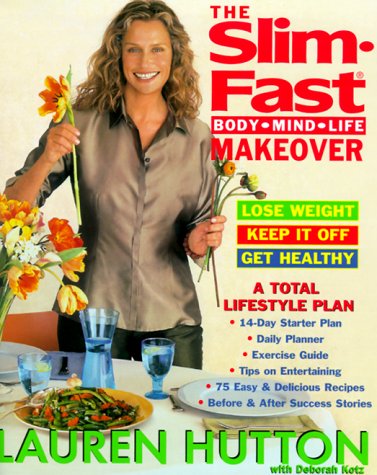 THE
Slim·
Fast®
BODY•MIND•LIFE
MAKEOVER
LOSE WEIGHT
KEEP IT OFF
GET HEALTHY
A TOTAL
LIFESTYLE PLAN
• 14-Day Starter Plan
• Daily Planner
• Exercise Guide
• Tips on Entertaining
• 75 Easy & Delicious Recipes
• Before & After Success Stories
LAUREN HUTTON
with Deborah Kotz